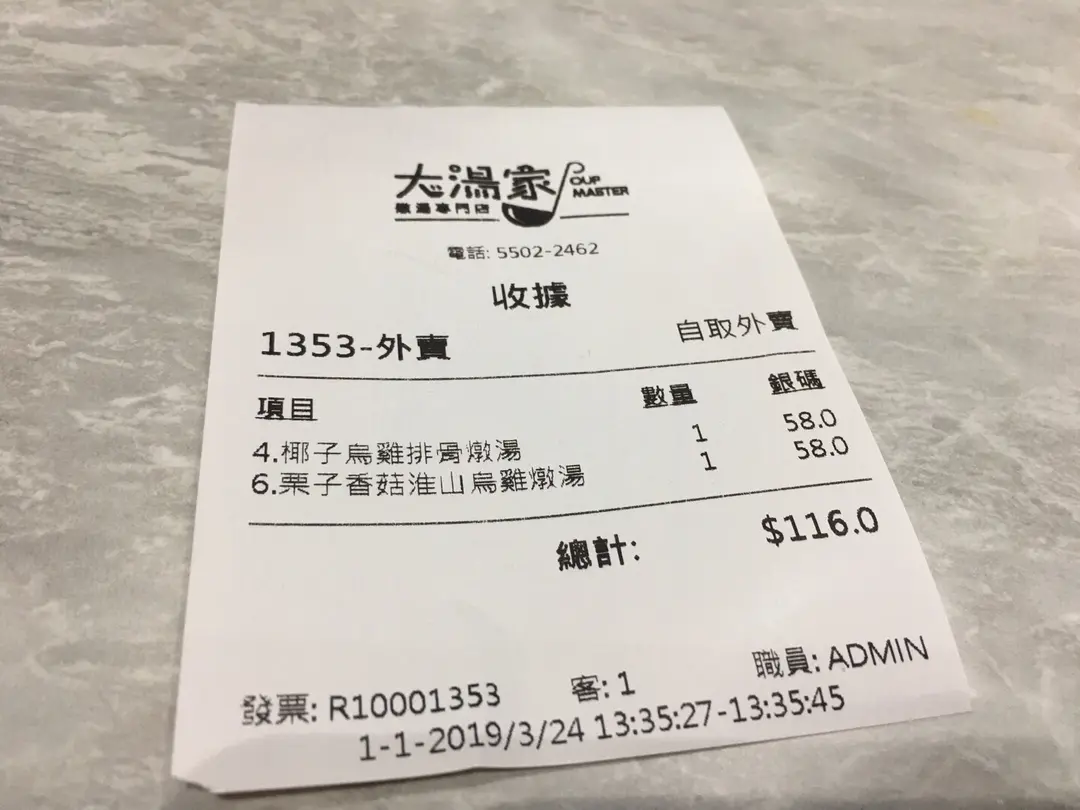 大湯家 SOUP MASTER
燉湯專門店
電話: 5502-2462
收據
1353-外賣 自取外賣
項目 數量 銀碼
4.椰子烏雞排骨燉湯 1 58.0
6.栗子香菇淮山烏雞燉湯 1 58.0
總計: $116.0
發票: R10001353 客: 1 職員: ADMIN
1-1-2019/3/24 13:35:27-13:35:45